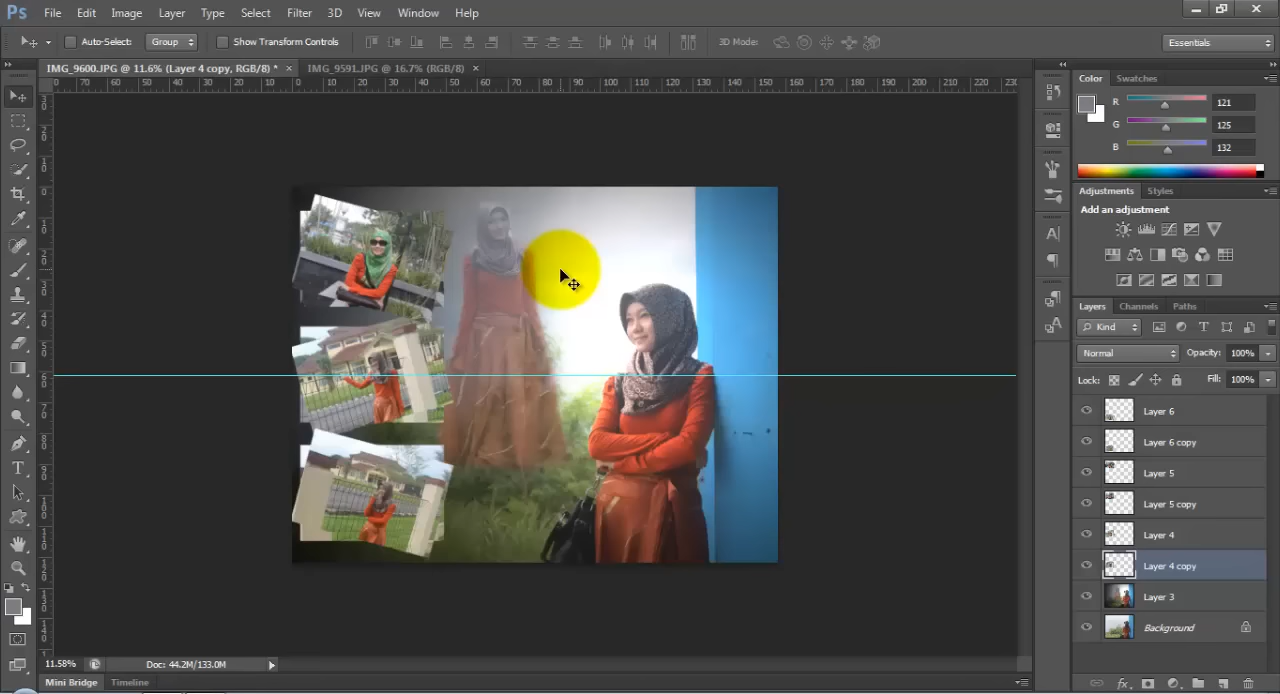 Ps File Edit Image Layer Type Select Filter 3D View Window Help
Auto-Select: Group Show Transform Controls 3D Mode: Essentials
IMG_9600.JPG @ 11.6% (Layer 4 copy, RGB/8) * × IMG_9591.JPG @ 16.7% (RGB/8) ×
Color Swatches
R 121
G 125
B 132
Adjustments Styles
Add an adjustment
Layers Channels Paths
Kind
Normal Opacity: 100%
Lock: Fill: 100%
Layer 6
Layer 6 copy
Layer 5
Layer 5 copy
Layer 4
Layer 4 copy
Layer 3
Background
fx
11.58% Doc: 44.2M/133.0M
Mini Bridge Timeline